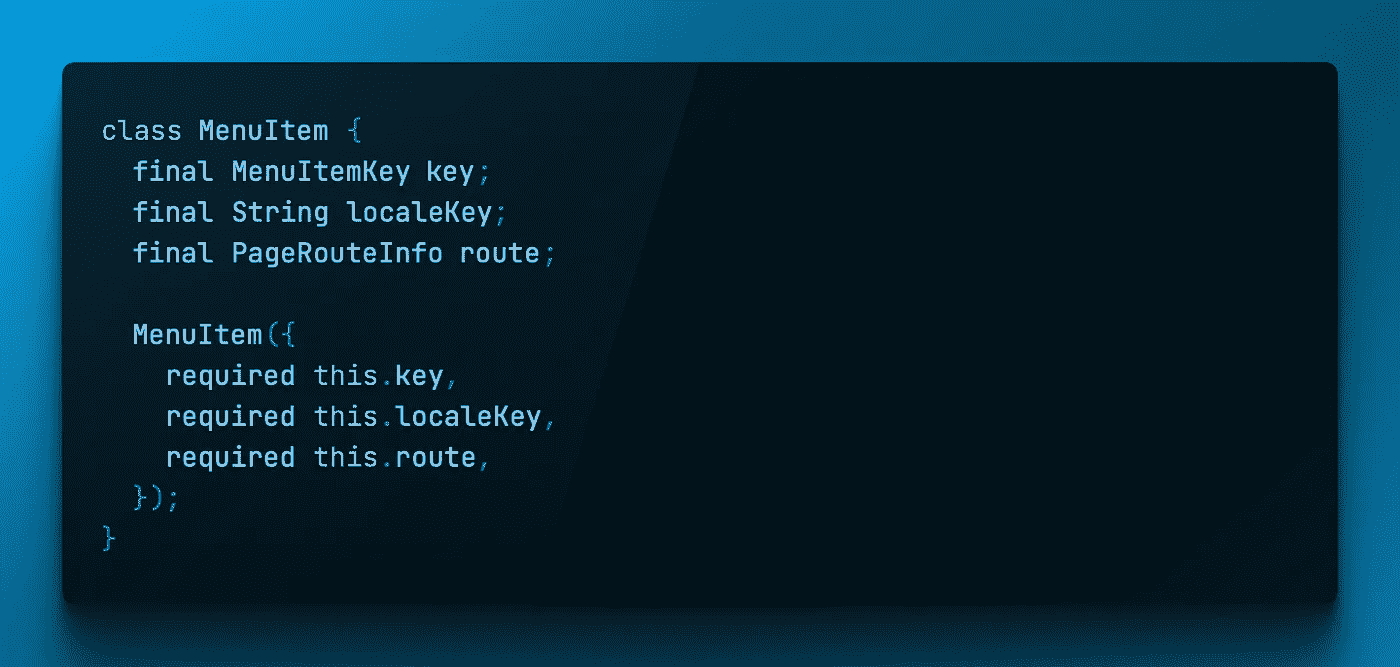 class MenuItem {
  final MenuItemKey key;
  final String localeKey;
  final PageRouteInfo route;

  MenuItem({
    required this.key,
    required this.localeKey,
    required this.route,
  });
}